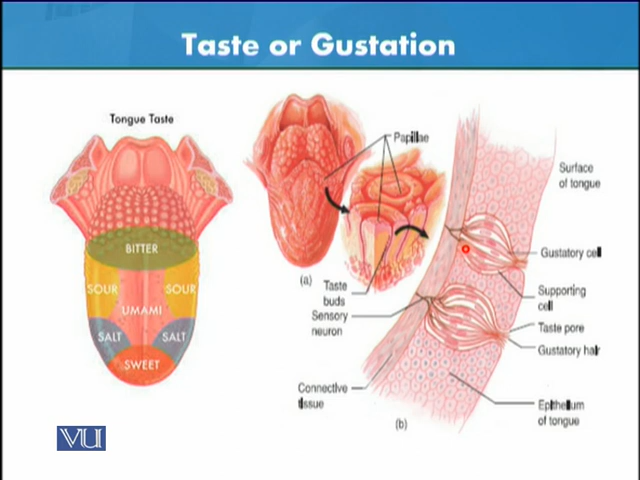 Taste or Gustation
Tongue Taste
BITTER
SOUR
SOUR
UMAMI
SALT
SALT
SWEET
Papillae
(a)
Taste
buds
Sensory
neuron
Connective
tissue
Surface
of tongue
Gustatory cell
Supporting
cell
Taste pore
Gustatory hair
Epithelium
of tongue
(b)
VU